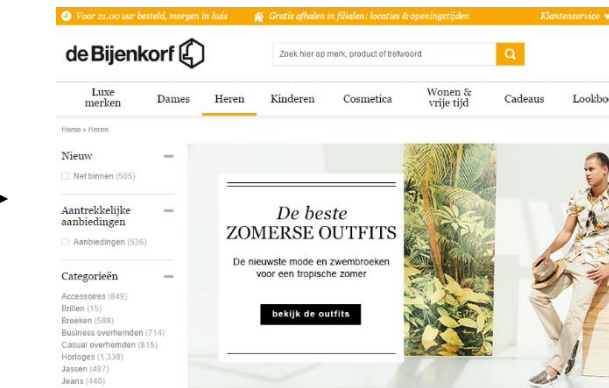 Voor 21.00 uur besteld, morgen in huis
Gratis afhalen in filialen: locaties & openingstijden
Klantenservice
de Bijenkorf
Zoek hier op merk, product of trefwoord
Luxe merken
Dames
Heren
Kinderen
Cosmetica
Wonen & vrije tijd
Cadeaus
Lookboo
Home » Heren
Nieuw
Net binnen (505)
Aantrekkelijke
aanbiedingen
Aanbiedingen (536)
Categorieën
Accessoires (849)
Brillen (15)
Broeken (588)
Business overhemden (714)
Casual overhemden (815)
Horloges (1.338)
Jassen (487)
Jeans (440)
De beste
ZOMERSE OUTFITS
De nieuwste mode en zwembroeken
voor een tropische zomer
bekijk de outfits